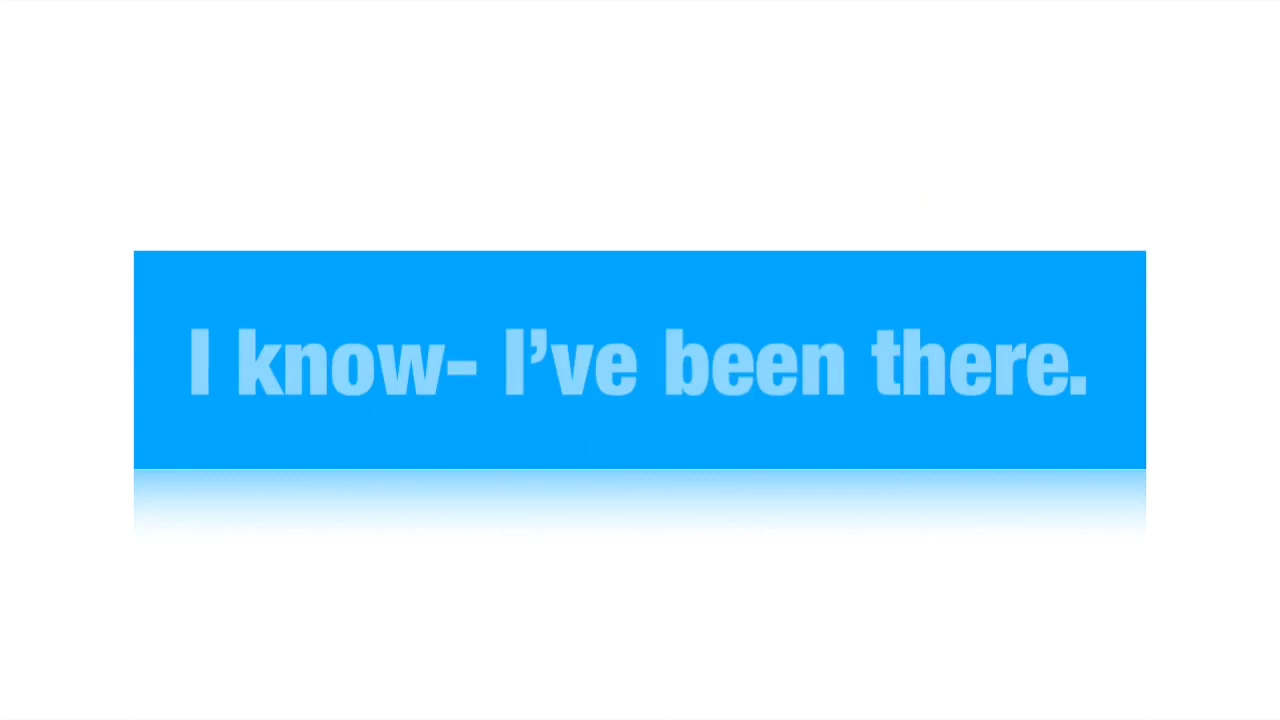 I know- I’ve been there.